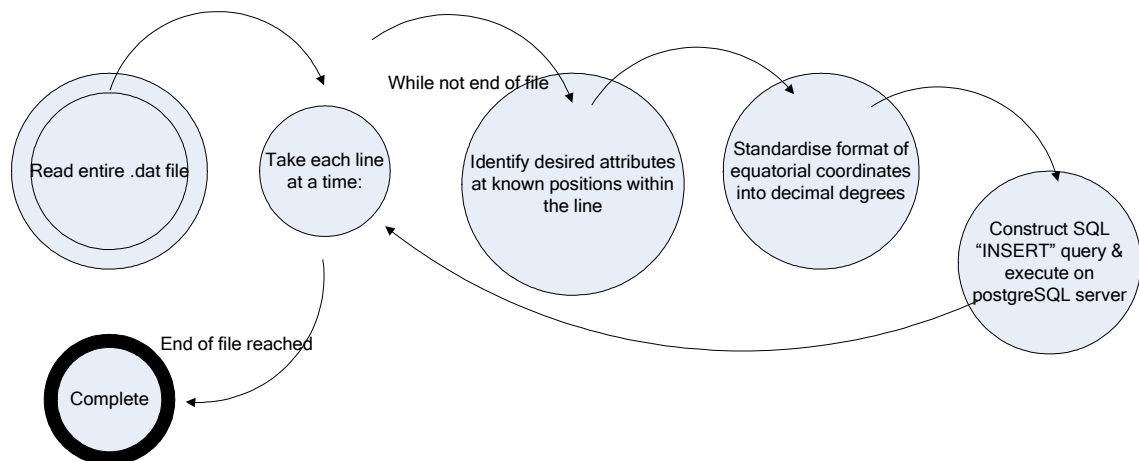 Read entire .dat file
Take each line
at a time:
While not end of file
Identify desired attributes
at known positions within
the line
Standardise format of
equatorial coordinates
into decimal degrees
Construct SQL
“INSERT” query &
execute on
postgreSQL server
End of file reached
Complete